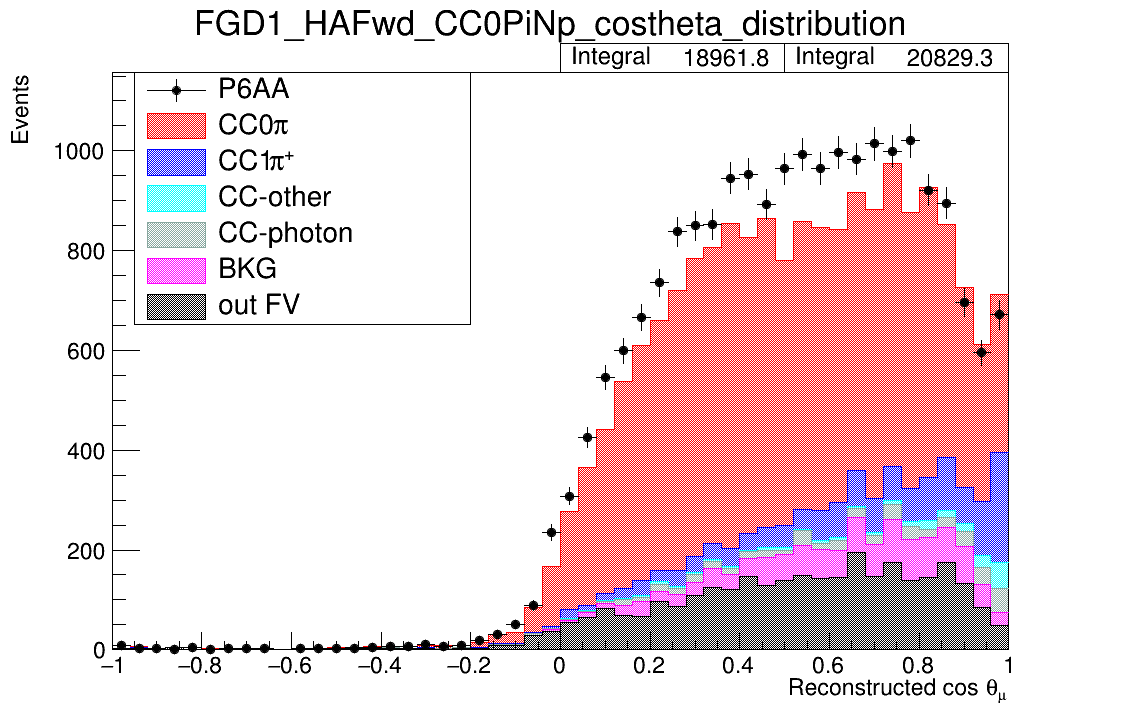 FGD1_HAFwd_CC0PiNp_costheta_distribution
Integral 18961.8 Integral 20829.3
Events
P6AA
CC0π
CC1π⁺
CC-other
CC-photon
BKG
out FV
1000
800
600
400
200
0
−1 −0.8 −0.6 −0.4 −0.2 0 0.2 0.4 0.6 0.8 1
Reconstructed cos θμ